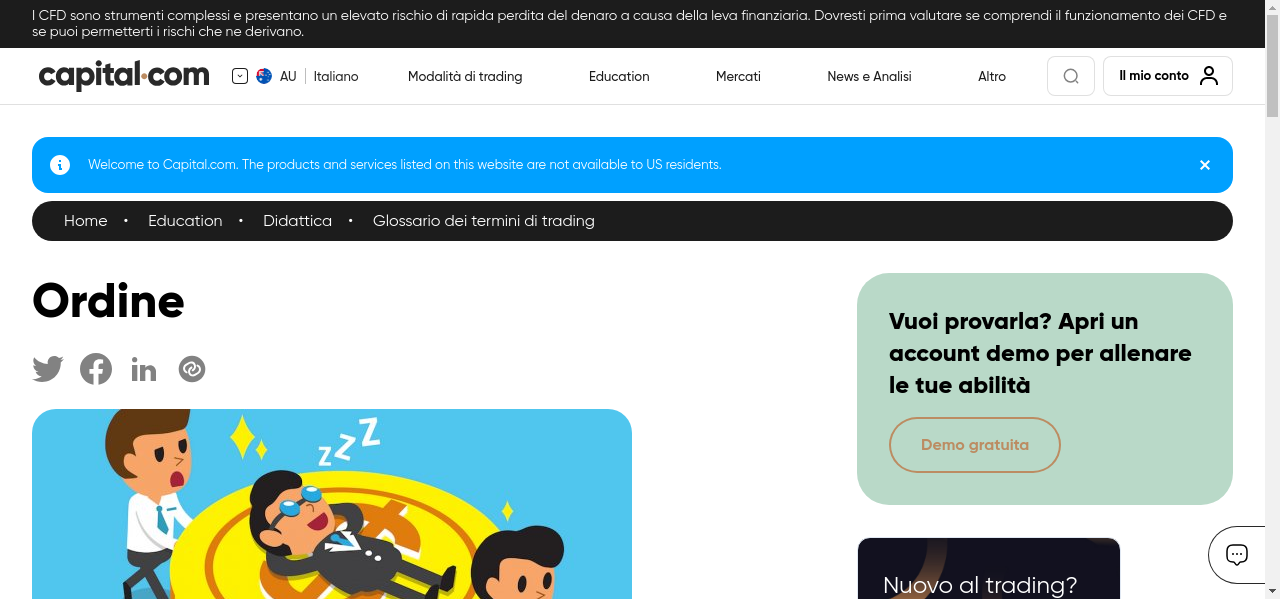 I CFD sono strumenti complessi e presentano un elevato rischio di rapida perdita del denaro a causa della leva finanziaria. Dovresti prima valutare se comprendi il funzionamento dei CFD e
se puoi permetterti i rischi che ne derivano.
capital.com
AU | Italiano
Modalità di trading
Education
Mercati
News e Analisi
Altro
Il mio conto
Welcome to Capital.com. The products and services listed on this website are not available to US residents.
Home • Education • Didattica • Glossario dei termini di trading
Ordine
Vuoi provarla? Apri un
account demo per allenare
le tue abilità
Demo gratuita
z Z Z
Nuovo al trading?